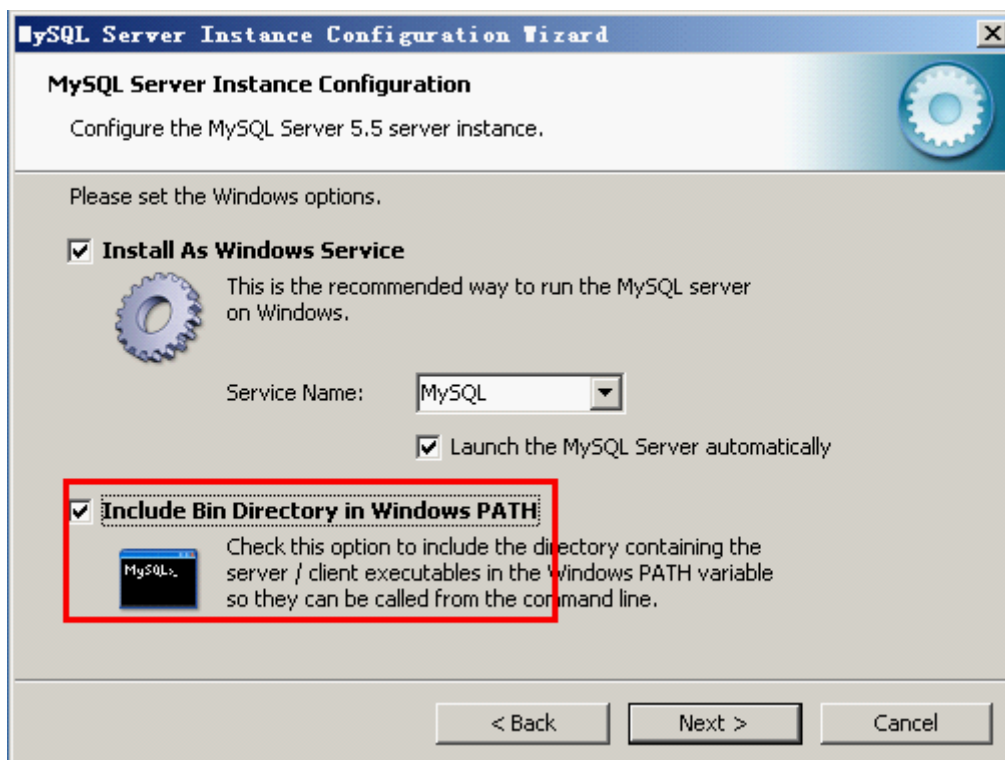 MySQL Server Instance Configuration Wizard
MySQL Server Instance Configuration
Configure the MySQL Server 5.5 server instance.
Please set the Windows options.
Install As Windows Service
This is the recommended way to run the MySQL server
on Windows.
Service Name: MySQL
Launch the MySQL Server automatically
Include Bin Directory in Windows PATH
Check this option to include the directory containing the
server / client executables in the Windows PATH variable
so they can be called from the command line.
MySQL>_
< Back Next > Cancel